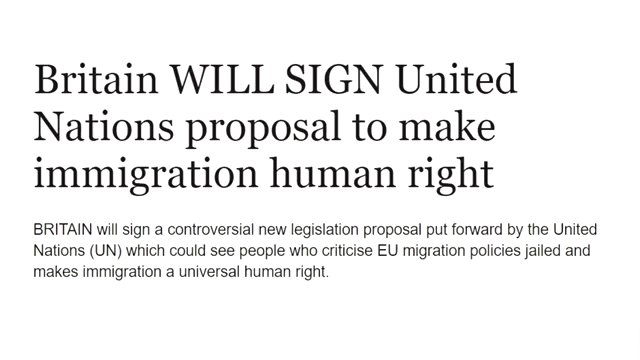 Britain WILL SIGN United
Nations proposal to make
immigration human right
BRITAIN will sign a controversial new legislation proposal put forward by the United
Nations (UN) which could see people who criticise EU migration policies jailed and
makes immigration a universal human right.